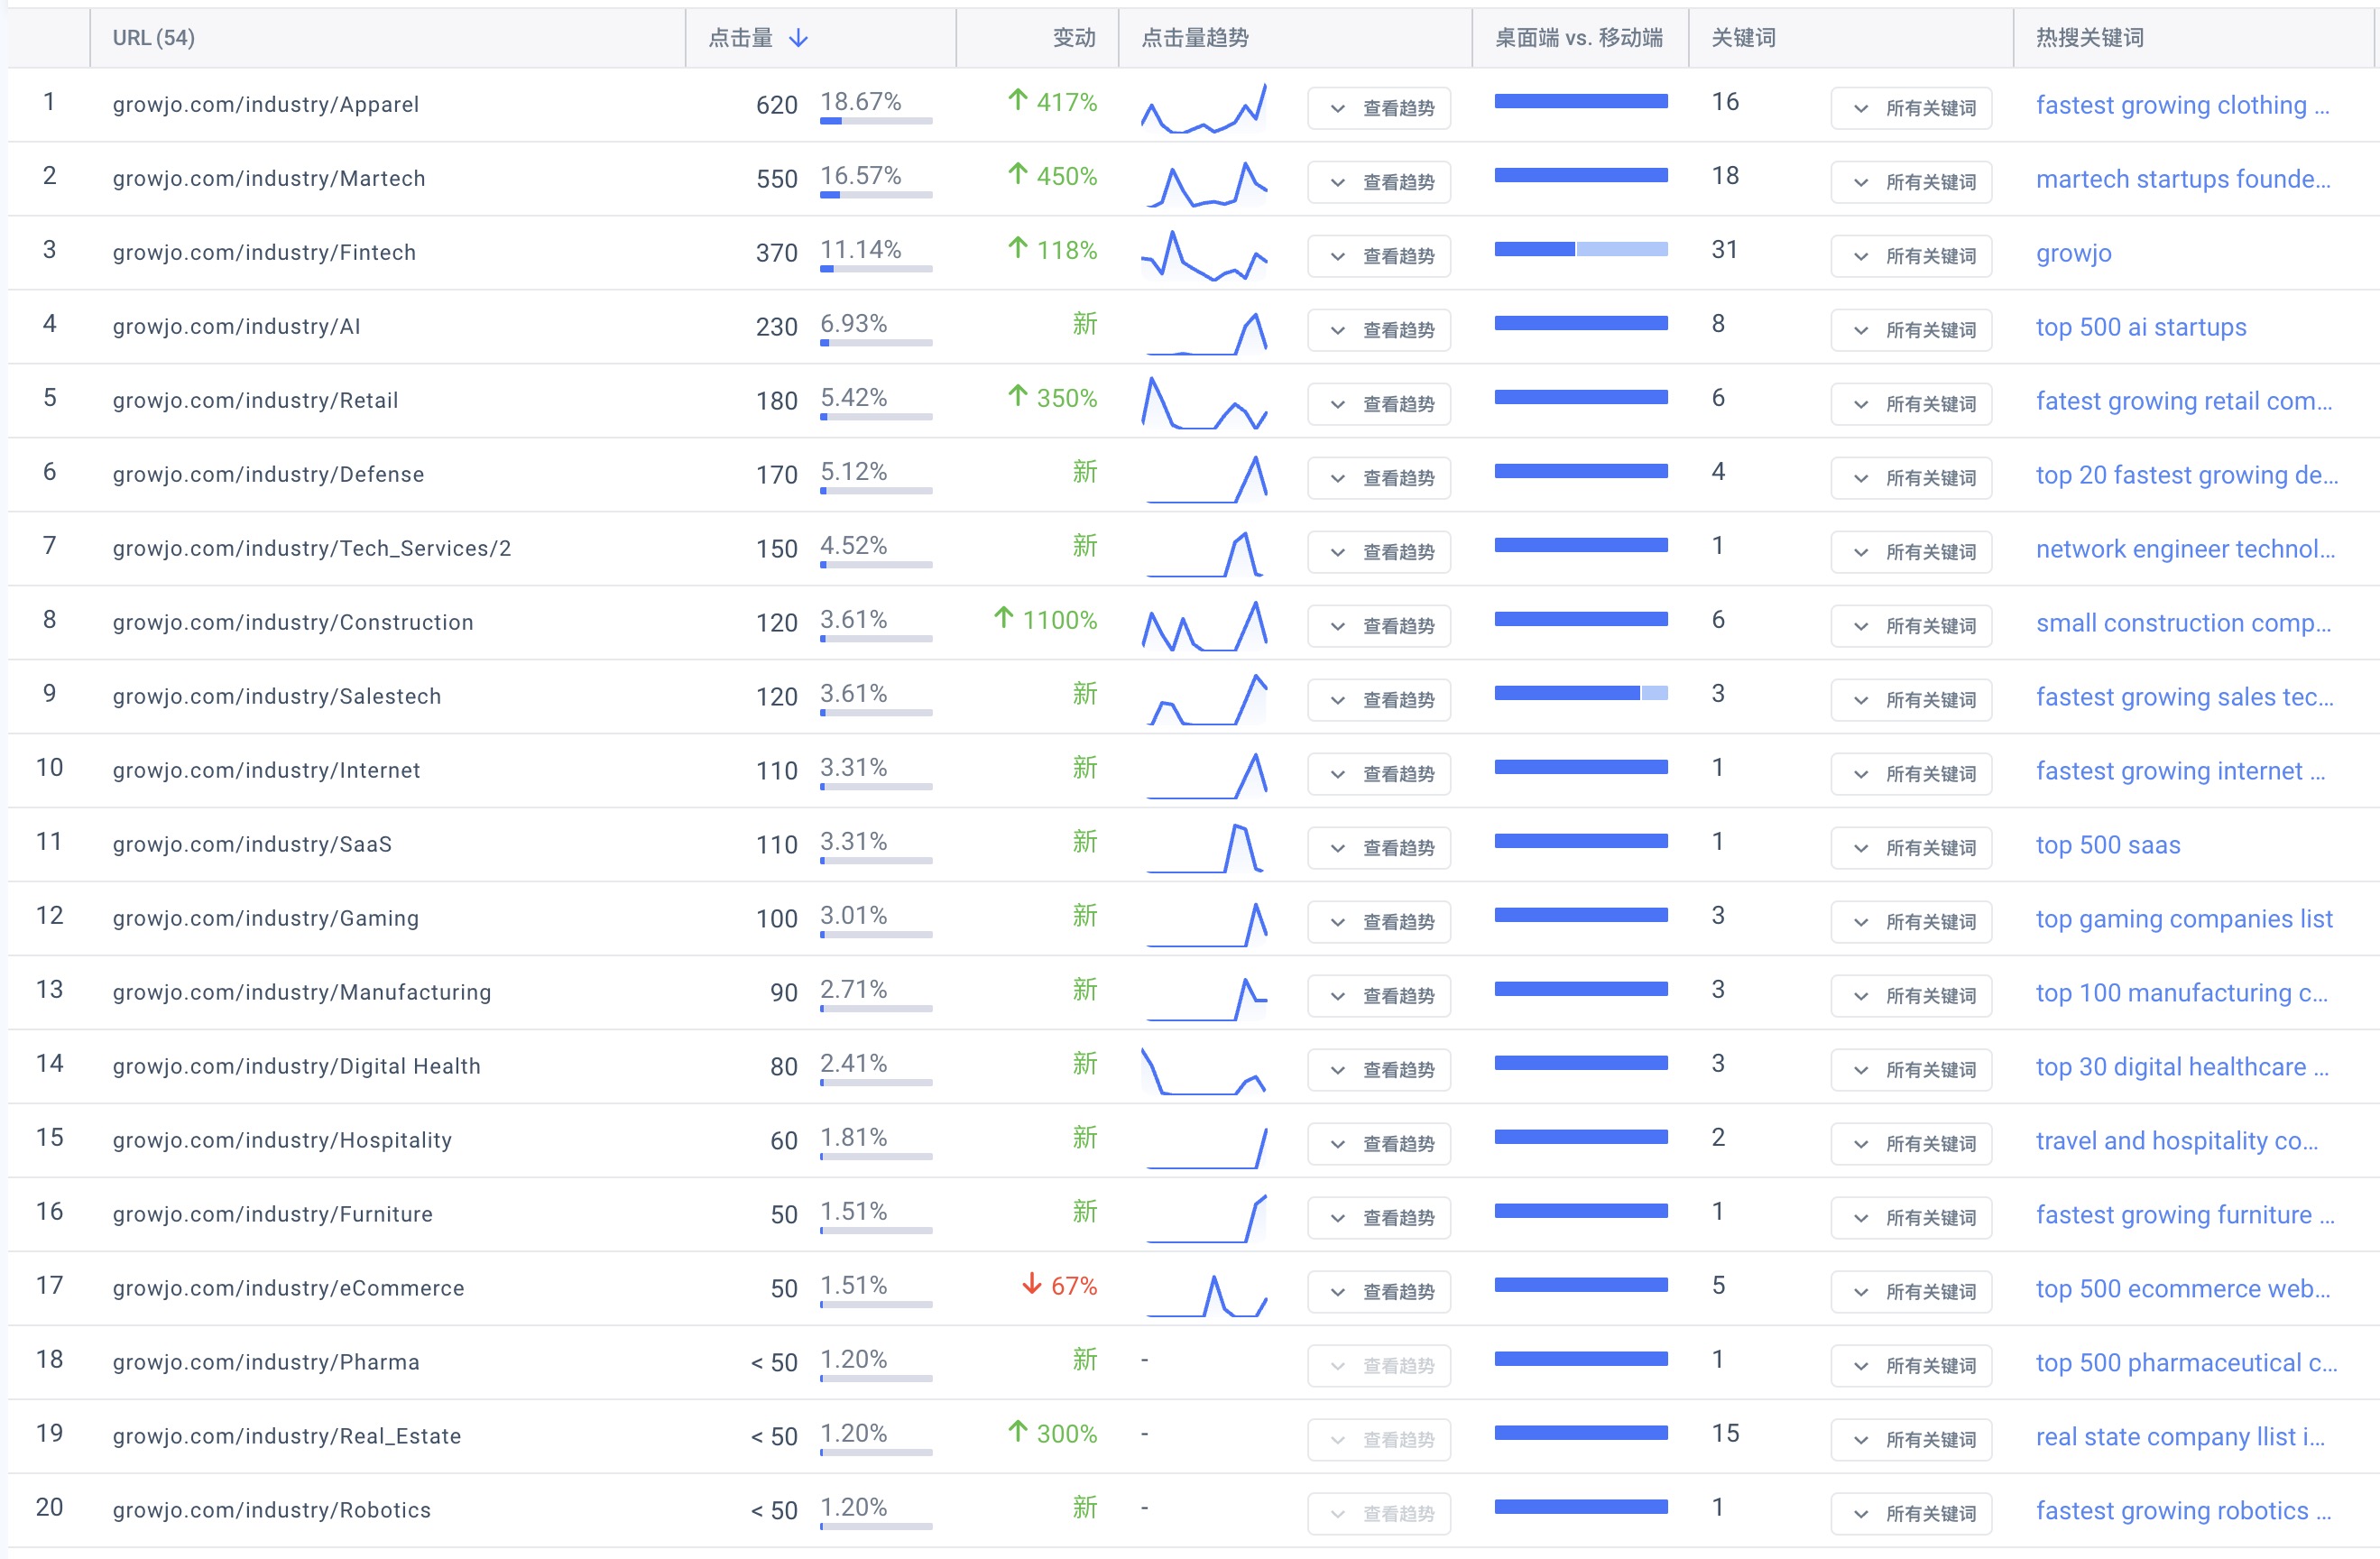 URL (54) 点击量 变动 点击量趋势 桌面端 vs. 移动端 关键词 热搜关键词
1 growjo.com/industry/Apparel 620 18.67% ↑ 417% 查看趋势 16 所有关键词 fastest growing clothing ...
2 growjo.com/industry/Martech 550 16.57% ↑ 450% 查看趋势 18 所有关键词 martech startups founde...
3 growjo.com/industry/Fintech 370 11.14% ↑ 118% 查看趋势 31 所有关键词 growjo
4 growjo.com/industry/AI 230 6.93% 新 查看趋势 8 所有关键词 top 500 ai startups
5 growjo.com/industry/Retail 180 5.42% ↑ 350% 查看趋势 6 所有关键词 fatest growing retail com...
6 growjo.com/industry/Defense 170 5.12% 新 查看趋势 4 所有关键词 top 20 fastest growing de...
7 growjo.com/industry/Tech_Services/2 150 4.52% 新 查看趋势 1 所有关键词 network engineer technol...
8 growjo.com/industry/Construction 120 3.61% ↑ 1100% 查看趋势 6 所有关键词 small construction comp...
9 growjo.com/industry/Salestech 120 3.61% 新 查看趋势 3 所有关键词 fastest growing sales tec...
10 growjo.com/industry/Internet 110 3.31% 新 查看趋势 1 所有关键词 fastest growing internet ...
11 growjo.com/industry/SaaS 110 3.31% 新 查看趋势 1 所有关键词 top 500 saas
12 growjo.com/industry/Gaming 100 3.01% 新 查看趋势 3 所有关键词 top gaming companies list
13 growjo.com/industry/Manufacturing 90 2.71% 新 查看趋势 3 所有关键词 top 100 manufacturing c...
14 growjo.com/industry/Digital Health 80 2.41% 新 查看趋势 3 所有关键词 top 30 digital healthcare ...
15 growjo.com/industry/Hospitality 60 1.81% 新 查看趋势 2 所有关键词 travel and hospitality co...
16 growjo.com/industry/Furniture 50 1.51% 新 查看趋势 1 所有关键词 fastest growing furniture ...
17 growjo.com/industry/eCommerce 50 1.51% ↓ 67% 查看趋势 5 所有关键词 top 500 ecommerce web...
18 growjo.com/industry/Pharma < 50 1.20% 新 - 查看趋势 1 所有关键词 top 500 pharmaceutical c...
19 growjo.com/industry/Real_Estate < 50 1.20% ↑ 300% - 查看趋势 15 所有关键词 real state company llist i...
20 growjo.com/industry/Robotics < 50 1.20% 新 - 查看趋势 1 所有关键词 fastest growing robotics ...